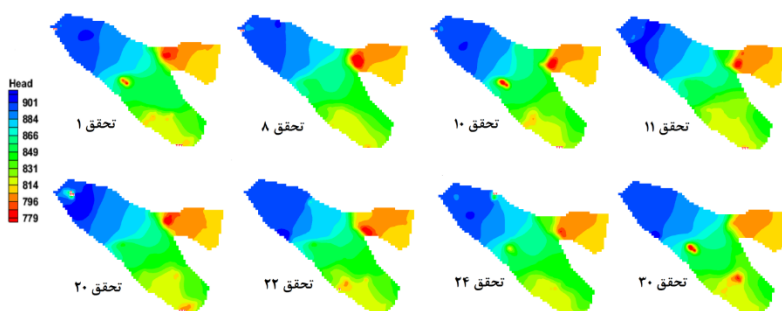 Head
901
884
866
849
831
814
796
779
تحقق ۱
تحقق ۸
تحقق ۱۰
تحقق ۱۱
تحقق ۲۰
تحقق ۲۲
تحقق ۲۴
تحقق ۳۰